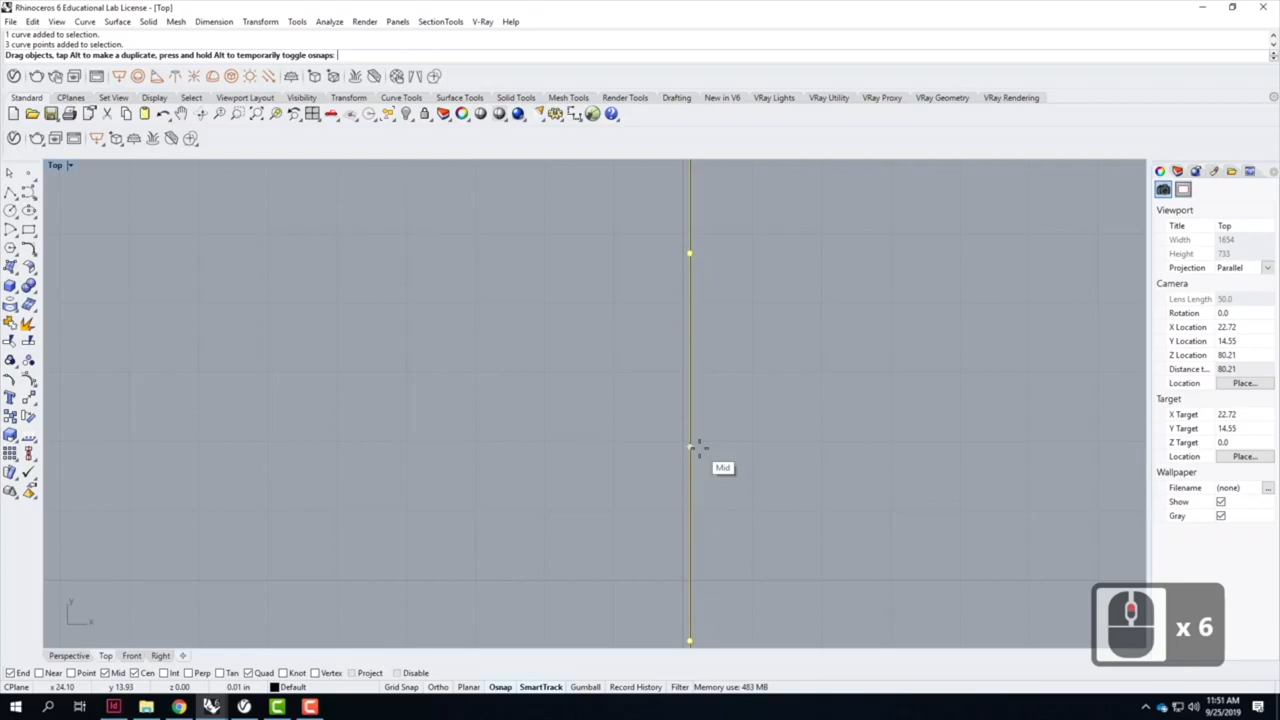 Rhinoceros 6 Educational Lab License - [Top]
File Edit View Curve Surface Solid Mesh Dimension Transform Tools Analyze Render Panels SectionTools V-Ray Help
1 curve added to selection.
3 curve points added to selection.
Drag objects, tap Alt to make a duplicate, press and hold Alt to temporarily toggle osnaps:
Standard CPlanes Set View Display Select Viewport Layout Visibility Transform Curve Tools Surface Tools Solid Tools Mesh Tools Render Tools Drafting New in V6 VRay Lights VRay Utility VRay Proxy VRay Geometry VRay Rendering
Top
Viewport
Title Top
Width 1654
Height 733
Projection Parallel
Camera
Lens Length 50.0
Rotation 0.0
X Location 22.72
Y Location 14.55
Z Location 80.21
Distance t... 80.21
Location Place...
Target
X Target 22.72
Y Target 14.55
Z Target 0.0
Location Place...
Wallpaper
Filename (none) ...
Show
Gray
Mid
y
x
x 6
Perspective Top Front Right
End Near Point Mid Cen Int Perp Tan Quad Knot Vertex Project Disable
CPlane x 24.10 y 13.93 z 0.00 0.01 in Default Grid Snap Ortho Planar Osnap SmartTrack Gumball Record History Filter Memory use: 483 MB
11:51 AM
9/25/2019